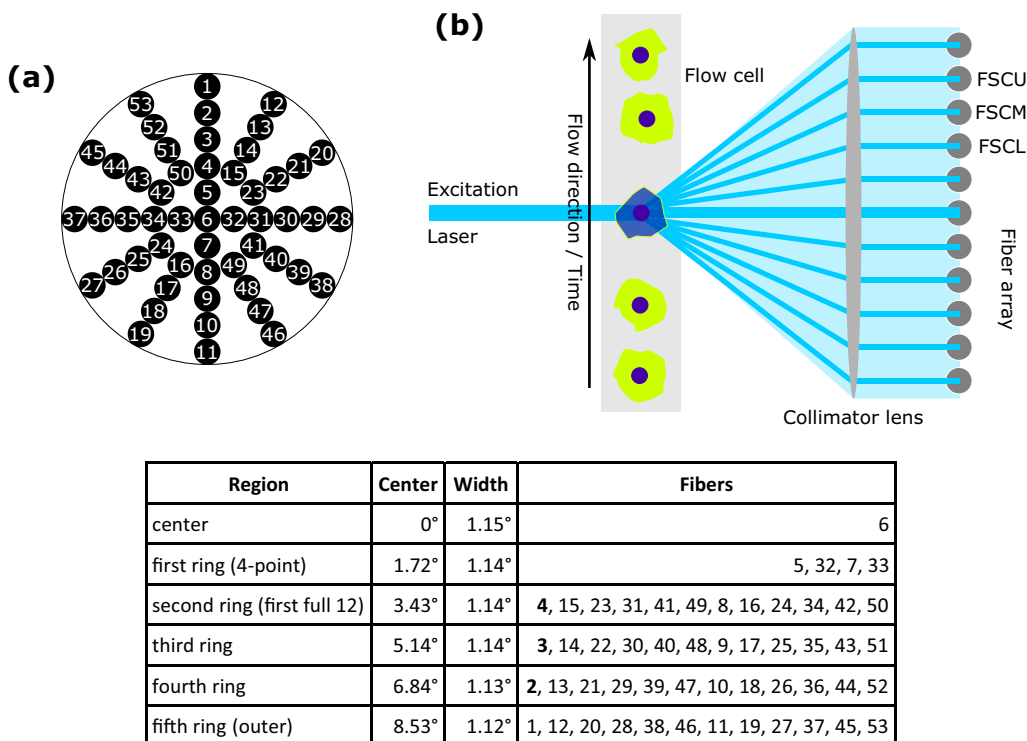 (a)
1
53 2 12
52 3 13
45 51 14 20
44 50 4 15 21
43 22
42 5 23
37 36 35 34 33 6 32 31 30 29 28
24 7 41
25 16 8 49 40
26 17 48 39
27 9 38
18 10 47
19 11 46
(b)
Flow cell
Flow direction / Time
Excitation
Laser
FSCU
FSCM
FSCL
Fiber array
Collimator lens
Region Center Width Fibers
center 0° 1.15° 6
first ring (4-point) 1.72° 1.14° 5, 32, 7, 33
second ring (first full 12) 3.43° 1.14° 4, 15, 23, 31, 41, 49, 8, 16, 24, 34, 42, 50
third ring 5.14° 1.14° 3, 14, 22, 30, 40, 48, 9, 17, 25, 35, 43, 51
fourth ring 6.84° 1.13° 2, 13, 21, 29, 39, 47, 10, 18, 26, 36, 44, 52
fifth ring (outer) 8.53° 1.12° 1, 12, 20, 28, 38, 46, 11, 19, 27, 37, 45, 53